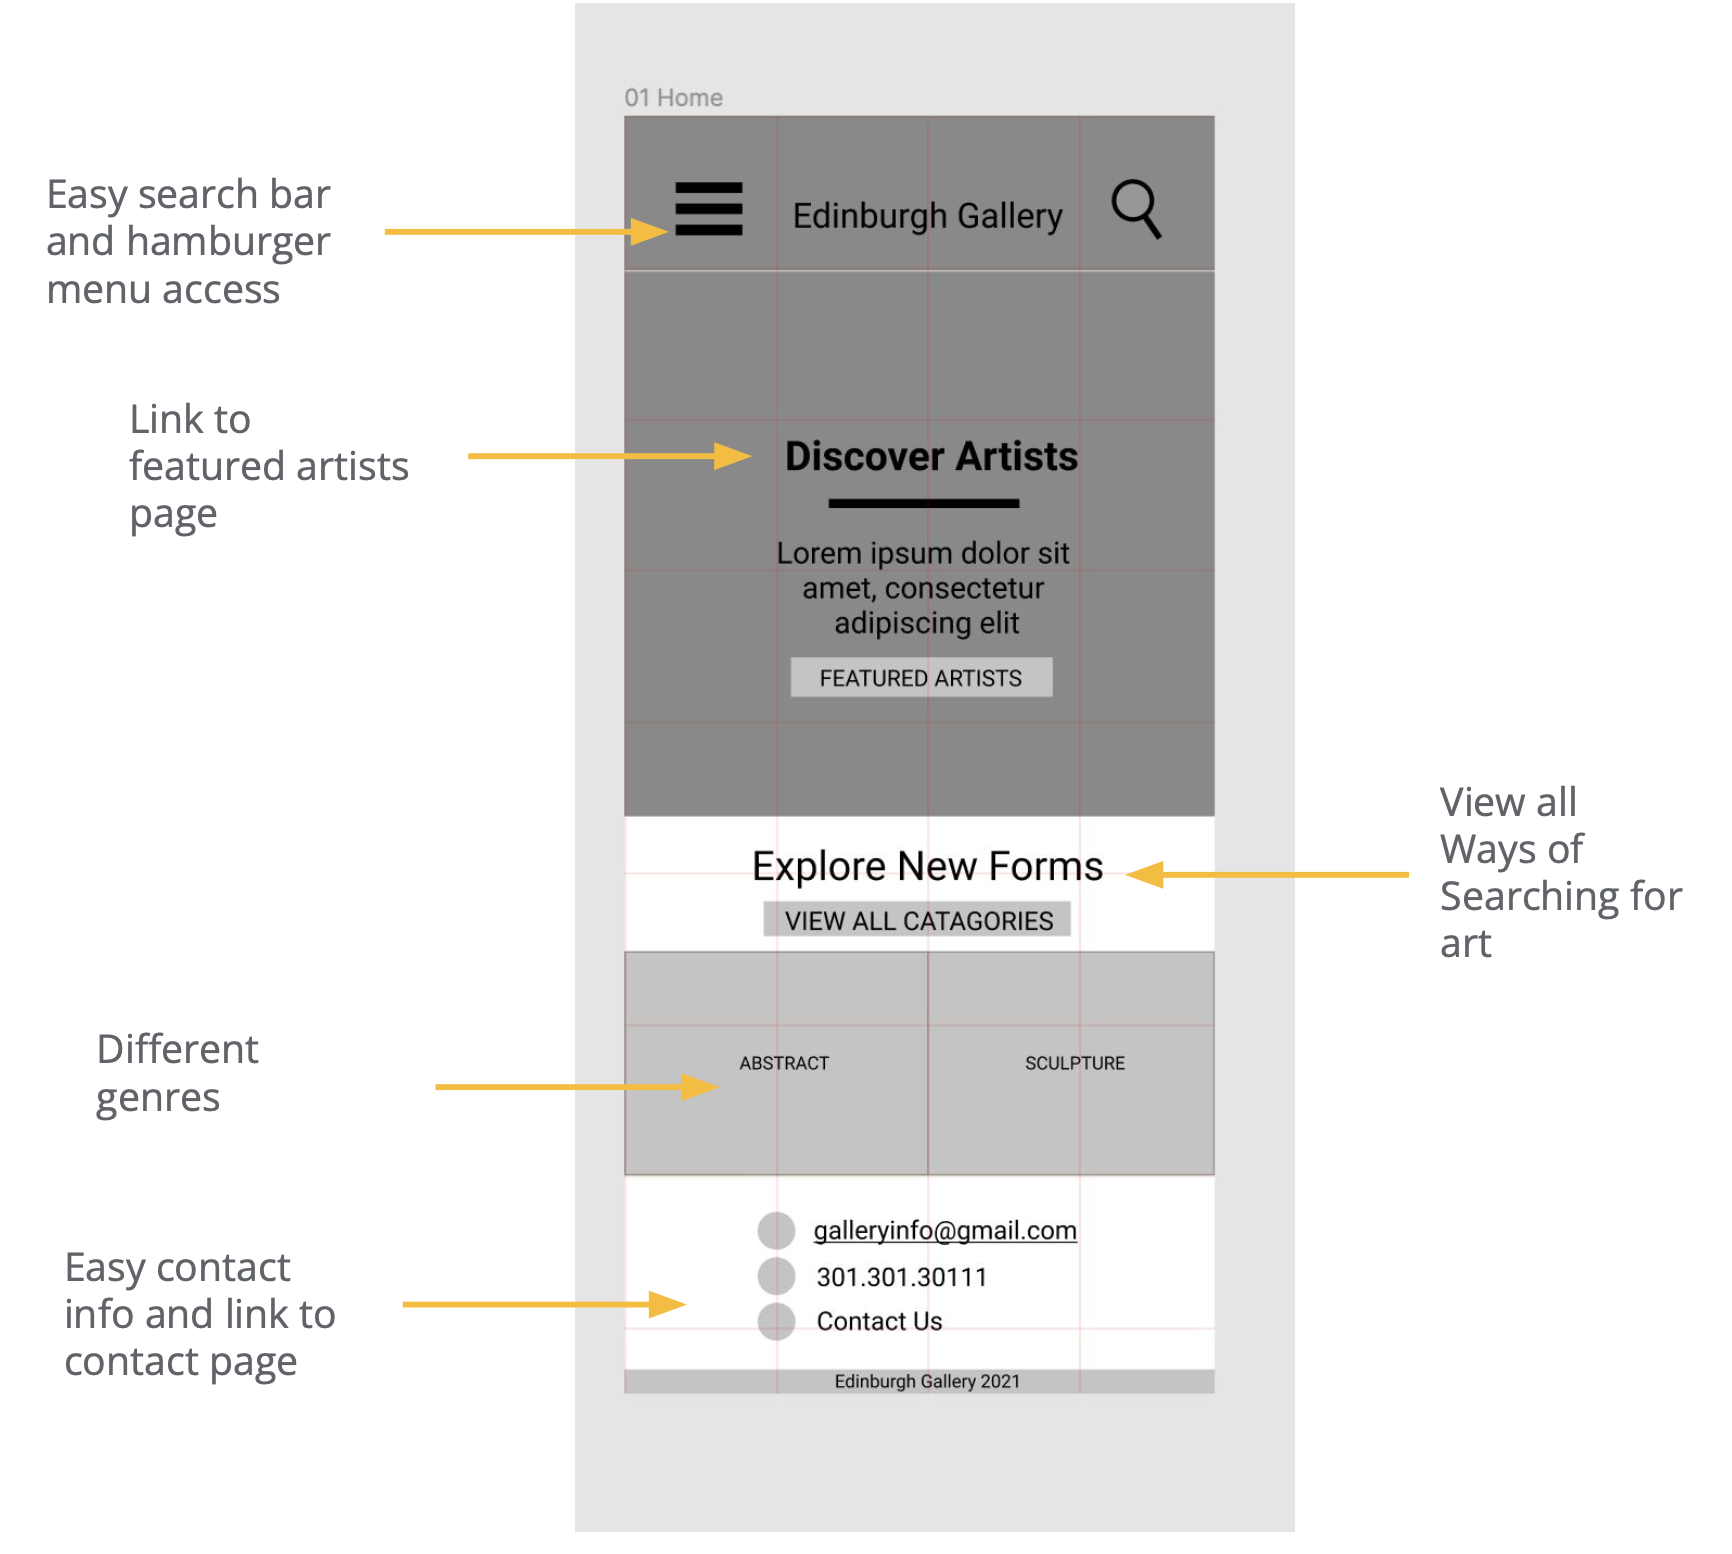 01 Home
Easy search bar
and hamburger
menu access
Edinburgh Gallery
Link to
featured artists
page
Discover Artists
Lorem ipsum dolor sit
amet, consectetur
adipiscing elit
FEATURED ARTISTS
View all
Ways of
Searching for
art
Explore New Forms
VIEW ALL CATAGORIES
Different
genres
ABSTRACT
SCULPTURE
Easy contact
info and link to
contact page
galleryinfo@gmail.com
301.301.30111
Contact Us
Edinburgh Gallery 2021